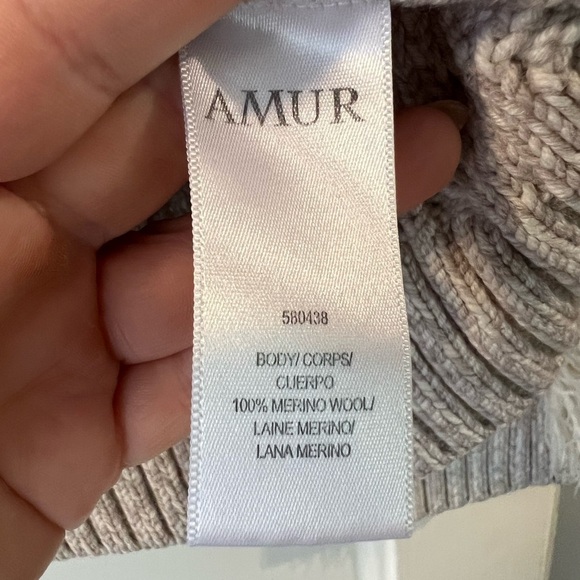 AMUR
580438
BODY/ CORPS/
CUERPO
100% MERINO WOOL/
LAINE MERINO/
LANA MERINO